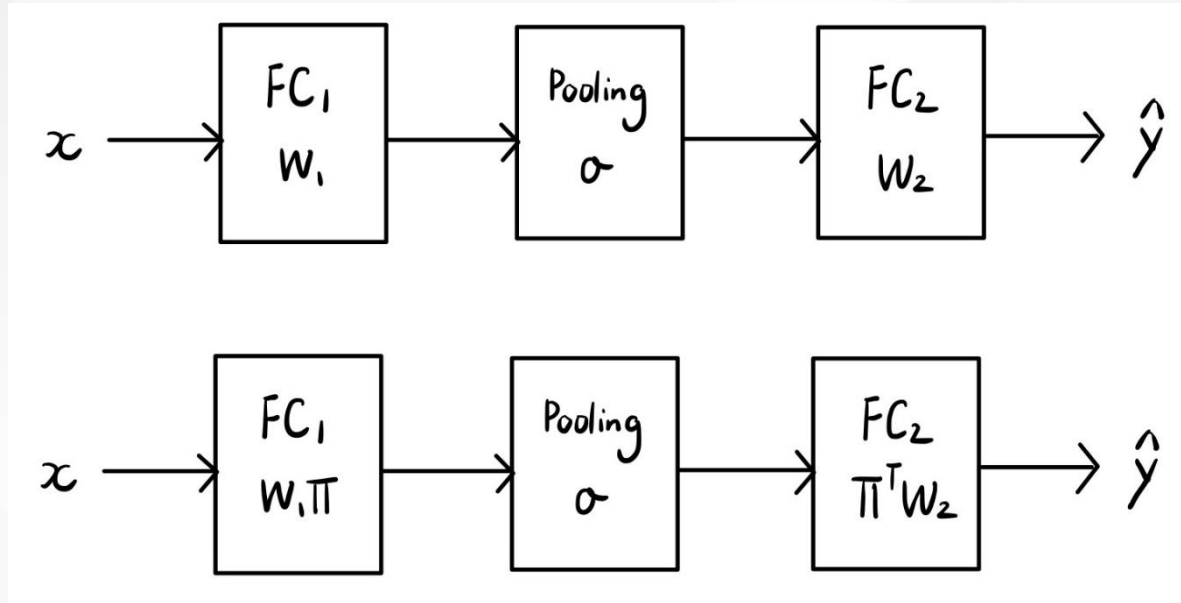 x
FC₁
W₁
Pooling
σ
FC₂
W₂
ŷ
x
FC₁
W₁Π
Pooling
σ
FC₂
ΠᵀW₂
ŷ